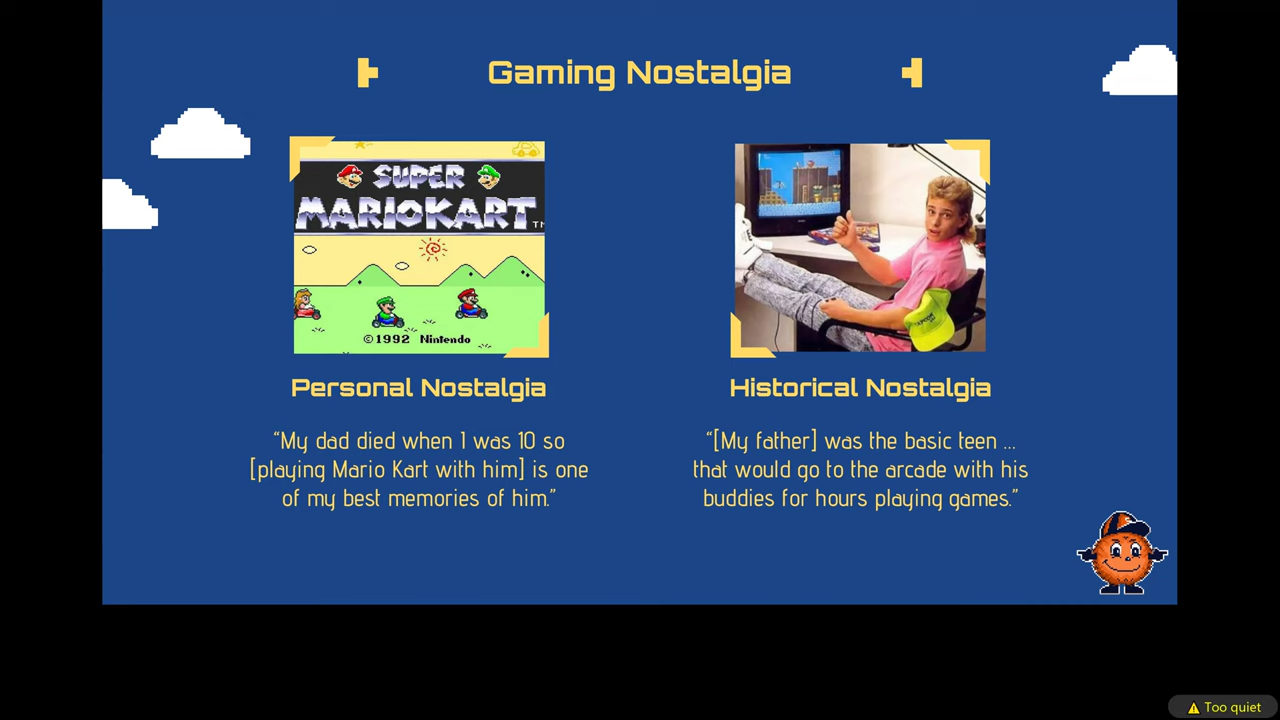 Gaming Nostalgia
SUPER
MARIOKART TM
©1992 Nintendo
Personal Nostalgia
Historical Nostalgia
“My dad died when I was 10 so
[playing Mario Kart with him] is one
of my best memories of him.”
“[My father] was the basic teen ...
that would go to the arcade with his
buddies for hours playing games.”
Too quiet